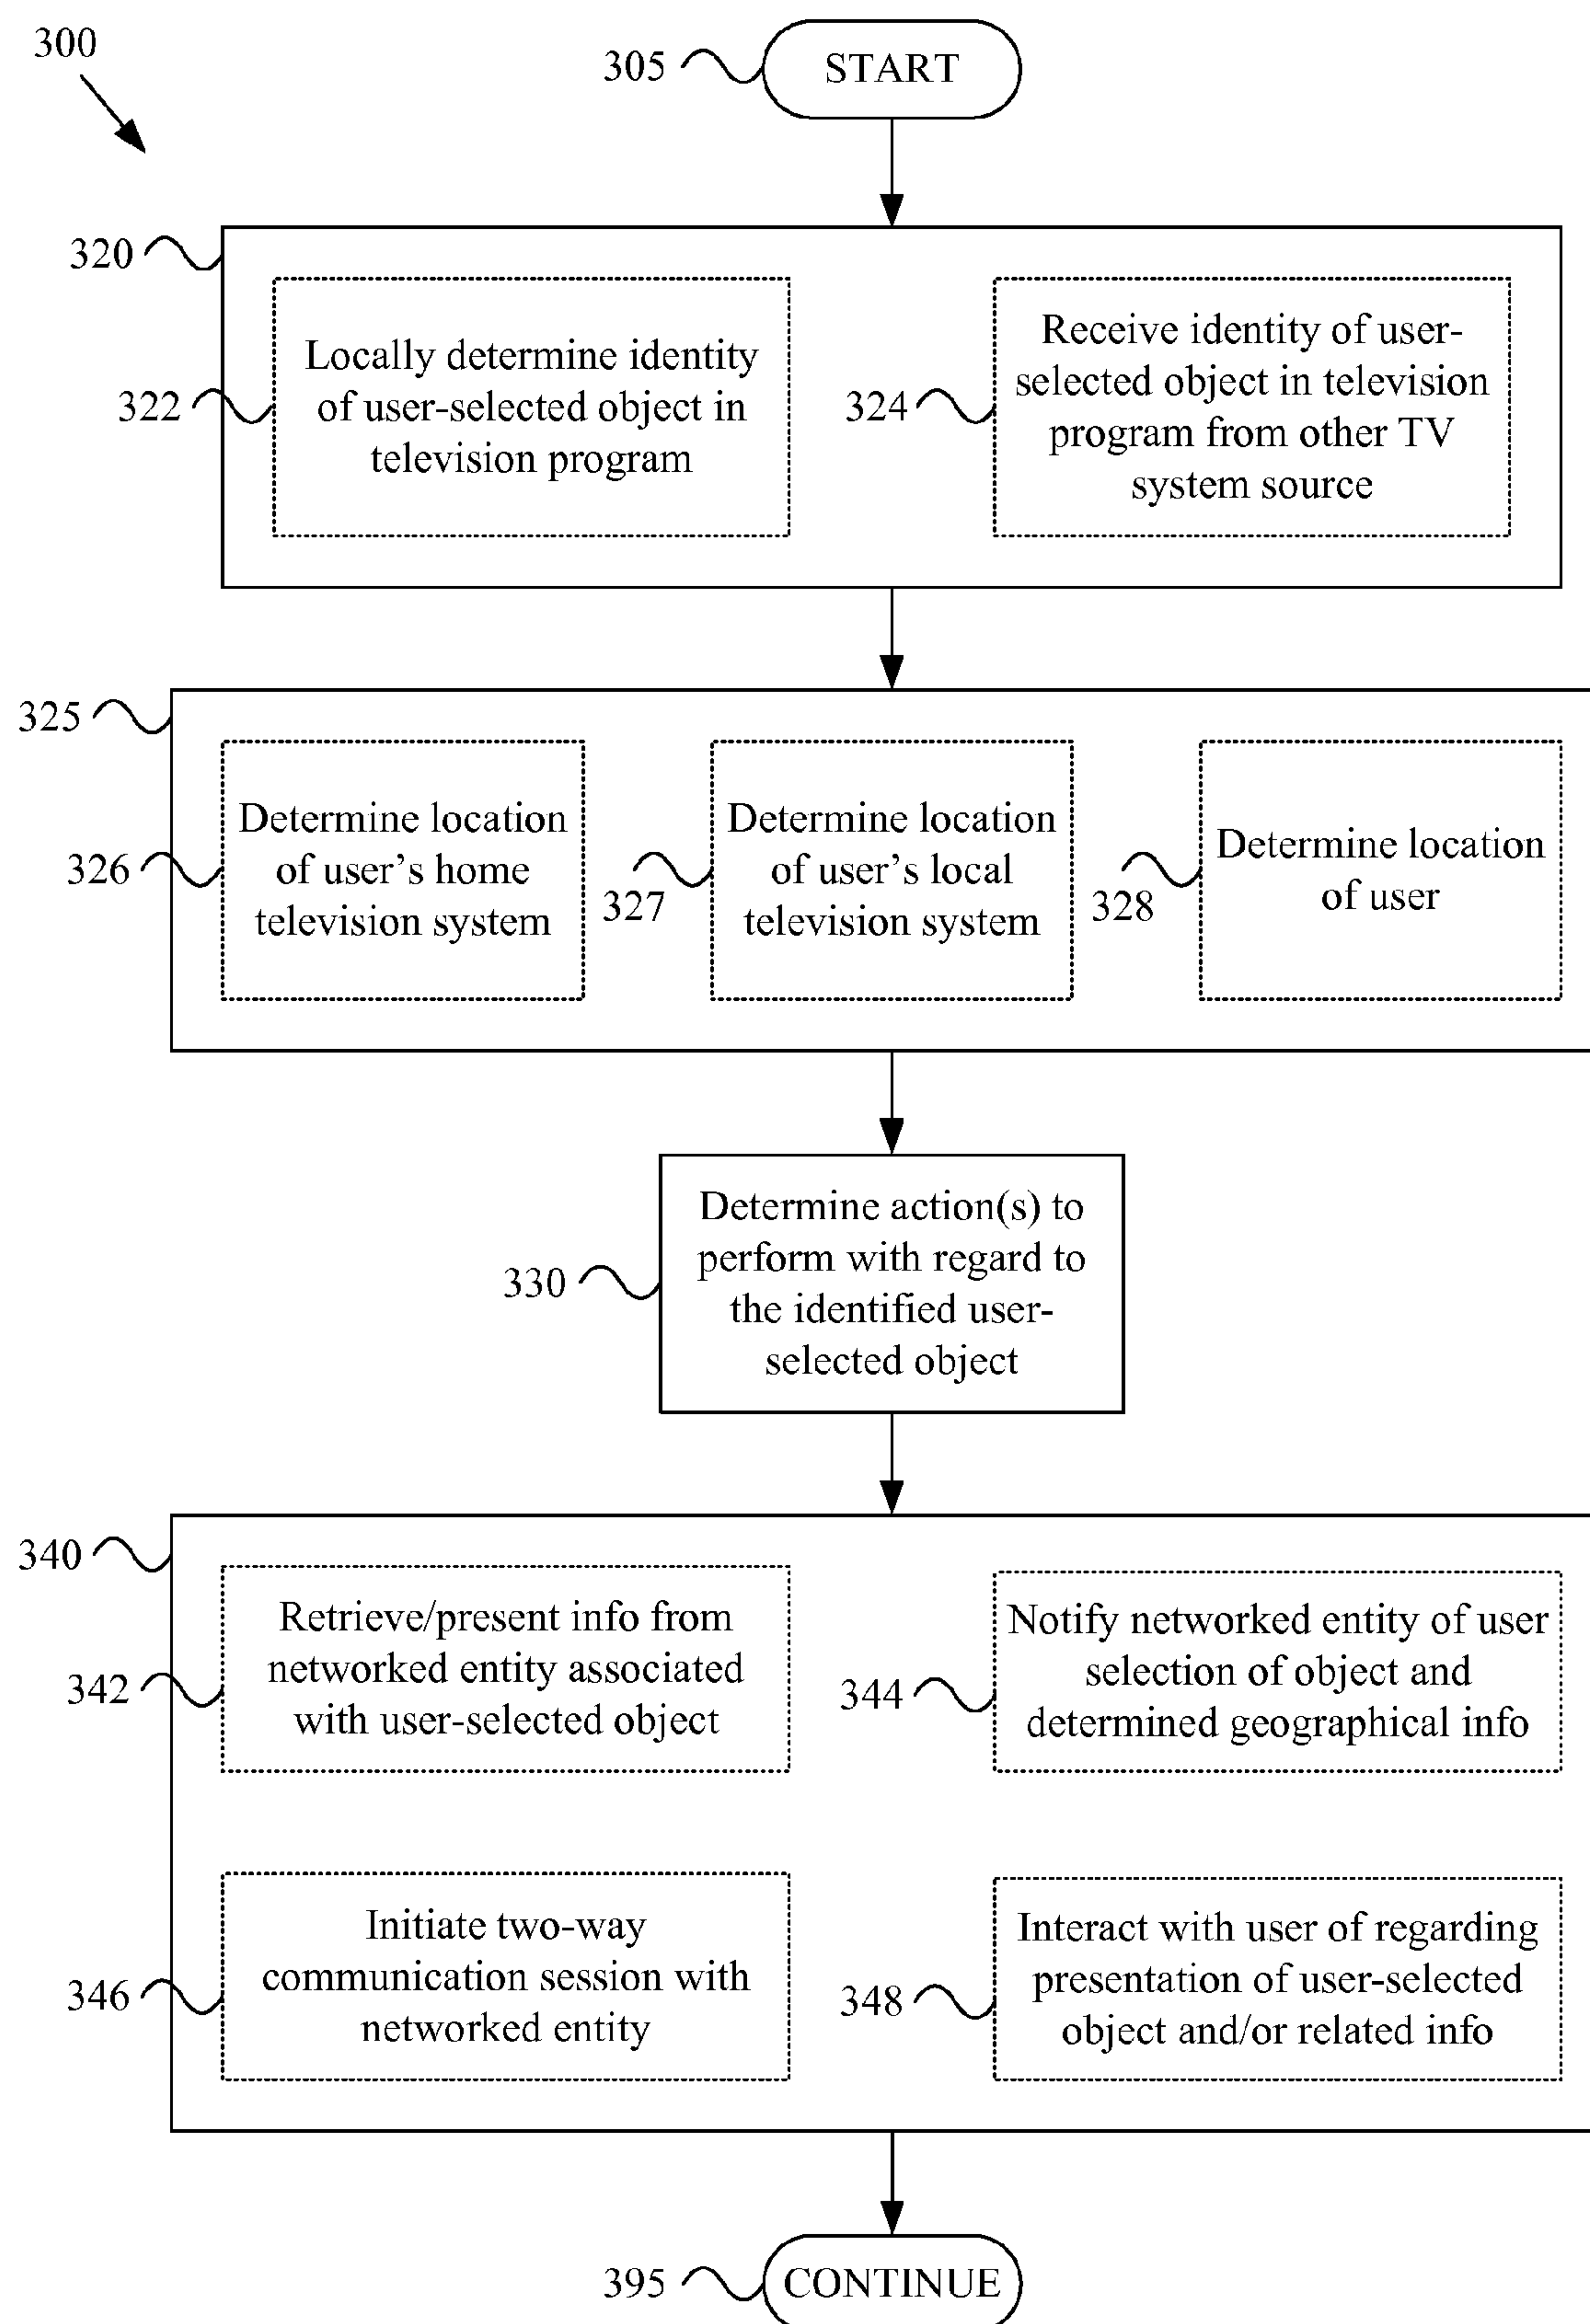 300
305
START
320
322
Locally determine identity
of user-selected object in
television program
324
Receive identity of user-
selected object in television
program from other TV
system source
325
326
Determine location
of user's home
television system
327
Determine location
of user's local
television system
328
Determine location
of user
330
Determine action(s) to
perform with regard to
the identified user-
selected object
340
342
Retrieve/present info from
networked entity associated
with user-selected object
344
Notify networked entity of user
selection of object and
determined geographical info
346
Initiate two-way
communication session with
networked entity
348
Interact with user of regarding
presentation of user-selected
object and/or related info
395
CONTINUE